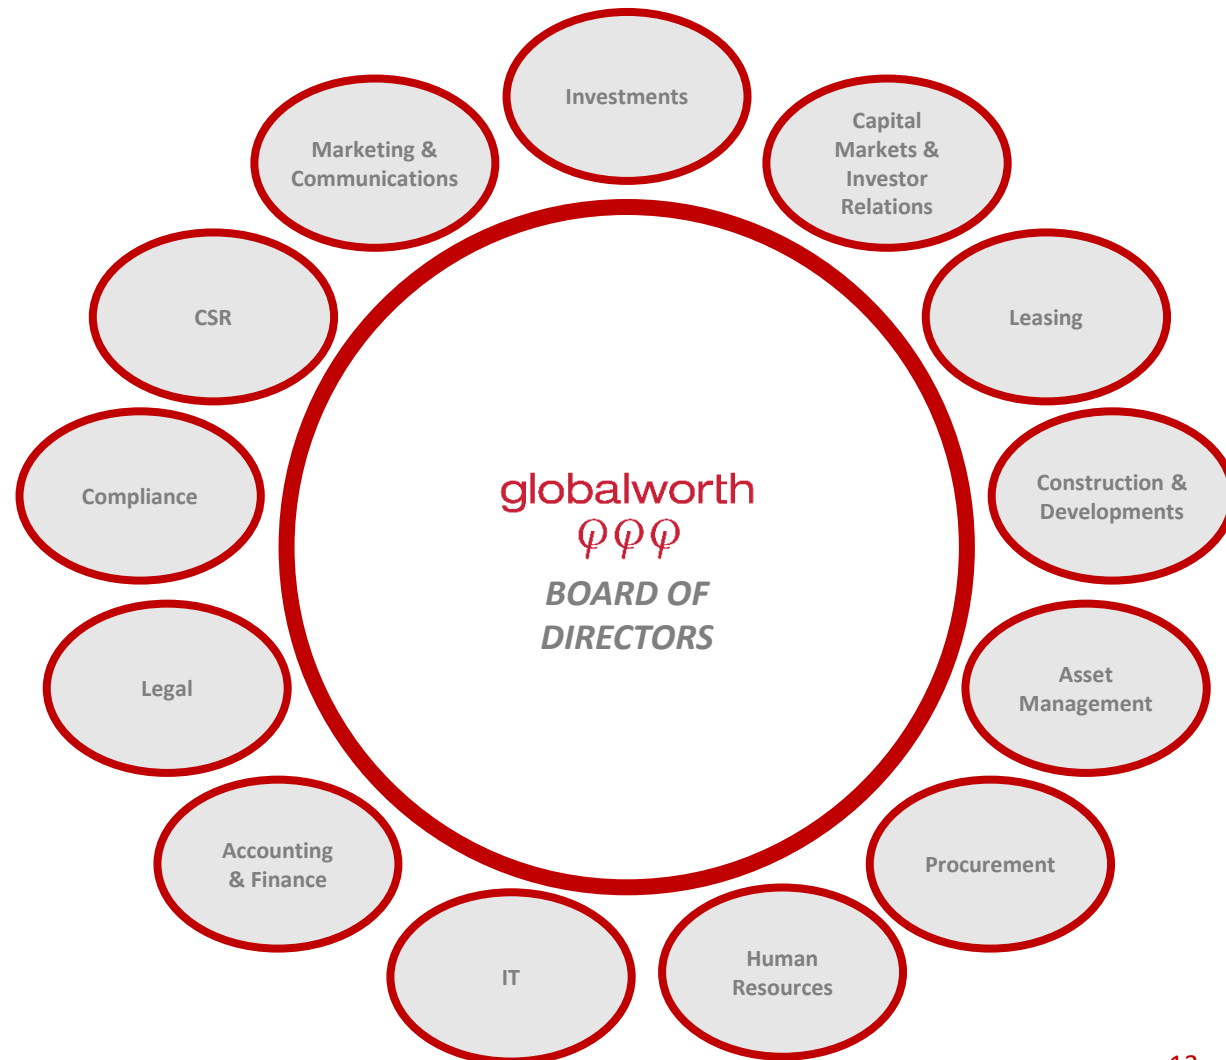 Investments
Capital
Markets &
Investor
Relations
Marketing &
Communications
Leasing
CSR
Construction &
Developments
Compliance
globalworth
BOARD OF
DIRECTORS
Asset
Management
Legal
Procurement
Accounting
& Finance
Human
Resources
IT